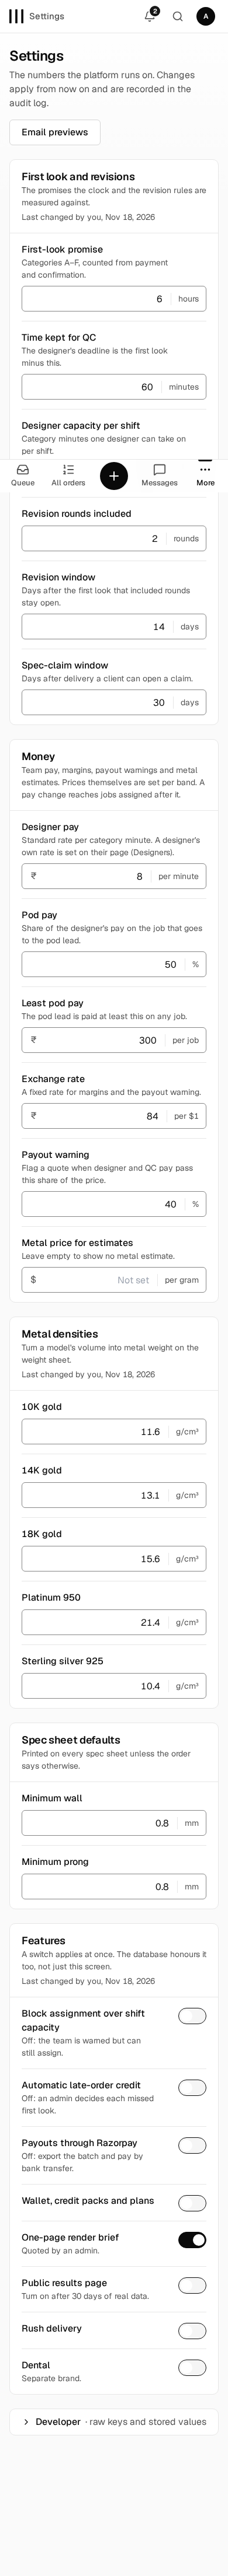 Settings
2
A
Settings
The numbers the platform runs on. Changes
apply from now on and are recorded in the
audit log.
Email previews
First look and revisions
The promises the clock and the revision rules are
measured against.
Last changed by you, Nov 18, 2026
First-look promise
Categories A–F, counted from payment
and confirmation.
6 hours
Time kept for QC
The designer's deadline is the first look
minus this.
60 minutes
Designer capacity per shift
Category minutes one designer can take on
per shift.
Queue
All orders
Messages
More
Revision rounds included
2 rounds
Revision window
Days after the first look that included rounds
stay open.
14 days
Spec-claim window
Days after delivery a client can open a claim.
30 days
Money
Team pay, margins, payout warnings and metal
estimates. Prices themselves are set per band. A
pay change reaches jobs assigned after it.
Designer pay
Standard rate per category minute. A designer's
own rate is set on their page (Designers).
₹ 8 per minute
Pod pay
Share of the designer's pay on the job that goes
to the pod lead.
50 %
Least pod pay
The pod lead is paid at least this on any job.
₹ 300 per job
Exchange rate
A fixed rate for margins and the payout warning.
₹ 84 per $1
Payout warning
Flag a quote when designer and QC pay pass
this share of the price.
40 %
Metal price for estimates
Leave empty to show no metal estimate.
$ Not set per gram
Metal densities
Turn a model's volume into metal weight on the
weight sheet.
Last changed by you, Nov 18, 2026
10K gold
11.6 g/cm³
14K gold
13.1 g/cm³
18K gold
15.6 g/cm³
Platinum 950
21.4 g/cm³
Sterling silver 925
10.4 g/cm³
Spec sheet defaults
Printed on every spec sheet unless the order
says otherwise.
Minimum wall
0.8 mm
Minimum prong
0.8 mm
Features
A switch applies at once. The database honours it
too, not just this screen.
Last changed by you, Nov 18, 2026
Block assignment over shift
capacity
Off: the team is warned but can
still assign.
Automatic late-order credit
Off: an admin decides each missed
first look.
Payouts through Razorpay
Off: export the batch and pay by
bank transfer.
Wallet, credit packs and plans
One-page render brief
Quoted by an admin.
Public results page
Turn on after 30 days of real data.
Rush delivery
Dental
Separate brand.
Developer · raw keys and stored values